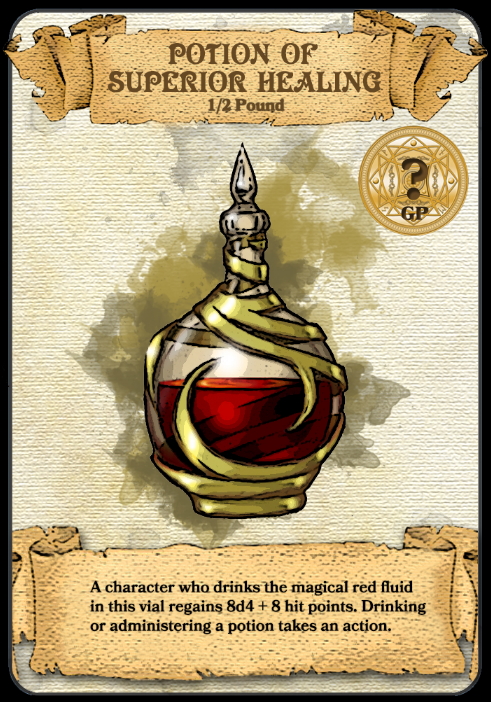 POTION OF
SUPERIOR HEALING
1/2 Pound
?
GP
A character who drinks the magical red fluid
in this vial regains 8d4 + 8 hit points. Drinking
or administering a potion takes an action.